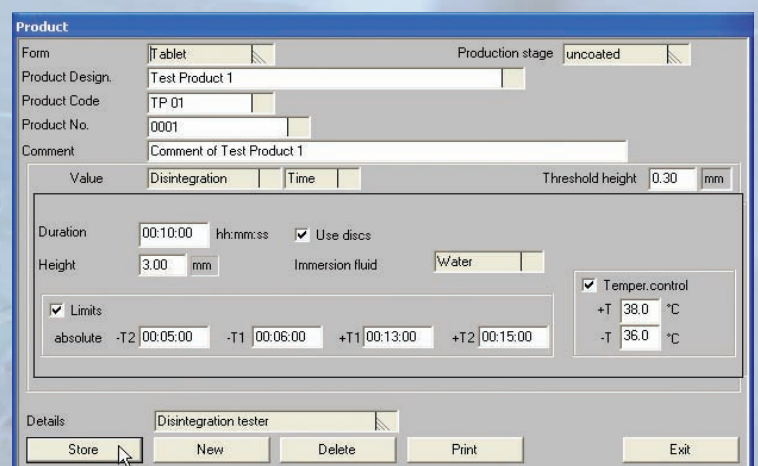 Product
Form Tablet Production stage uncoated
Product Design. Test Product 1
Product Code TP 01
Product No. 0001
Comment Comment of Test Product 1
Value Disintegration Time Threshold height 0.30 mm
Duration 00:10:00 hh:mm:ss Use discs
Height 3.00 mm Immersion fluid Water
Temper.control
Limits +T 38.0 °C
absolute -T2 00:05:00 -T1 00:06:00 +T1 00:13:00 +T2 00:15:00 -T 36.0 °C
Details Disintegration tester
Store New Delete Print Exit